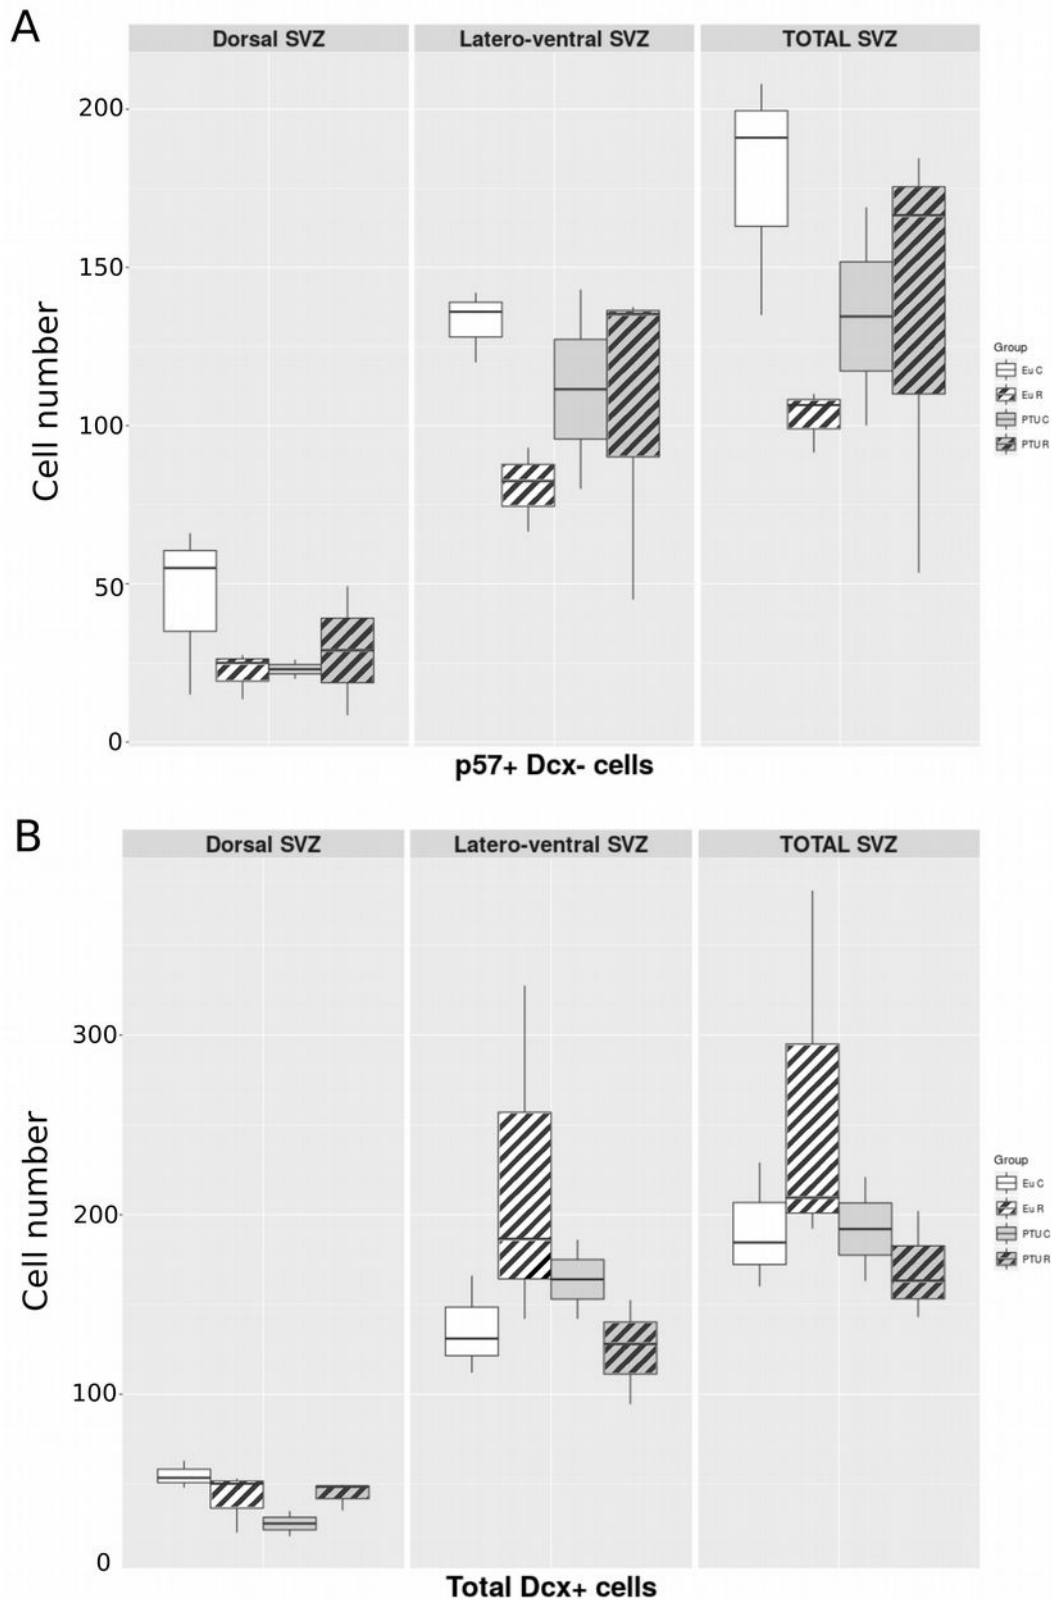 A
Dorsal SVZ
Latero-ventral SVZ
TOTAL SVZ
200
150
100
50
0
Cell number
Group
Eu C
Eu R
PTU C
PTU R
p57+ Dcx- cells
B
Dorsal SVZ
Latero-ventral SVZ
TOTAL SVZ
300
200
100
0
Cell number
Group
Eu C
Eu R
PTU C
PTU R
Total Dcx+ cells